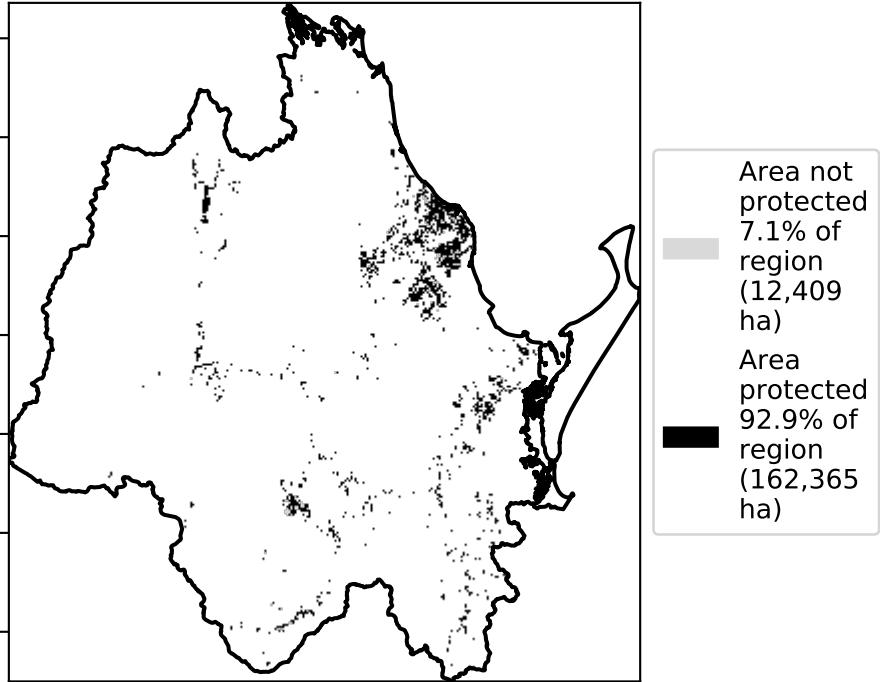 Area not
protected
7.1% of
region
(12,409
ha)
Area
protected
92.9% of
region
(162,365
ha)